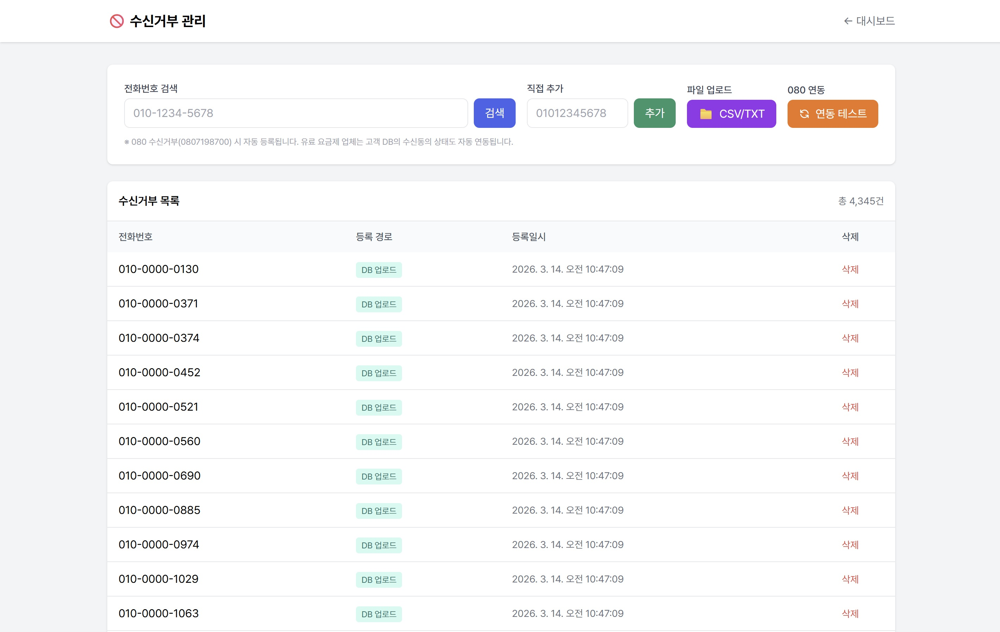 수신거부 관리
← 대시보드
전화번호 검색
010-1234-5678
검색
직접 추가
01012345678
추가
파일 업로드
CSV/TXT
080 연동
연동 테스트
※ 080 수신거부(0807198700) 시 자동 등록됩니다. 유료 요금제 업체는 고객 DB의 수신동의 상태도 자동 연동됩니다.
수신거부 목록
총 4,345건
전화번호 등록 경로 등록일시 삭제
010-0000-0130 DB 업로드 2026. 3. 14. 오전 10:47:09 삭제
010-0000-0371 DB 업로드 2026. 3. 14. 오전 10:47:09 삭제
010-0000-0374 DB 업로드 2026. 3. 14. 오전 10:47:09 삭제
010-0000-0452 DB 업로드 2026. 3. 14. 오전 10:47:09 삭제
010-0000-0521 DB 업로드 2026. 3. 14. 오전 10:47:09 삭제
010-0000-0560 DB 업로드 2026. 3. 14. 오전 10:47:09 삭제
010-0000-0690 DB 업로드 2026. 3. 14. 오전 10:47:09 삭제
010-0000-0885 DB 업로드 2026. 3. 14. 오전 10:47:09 삭제
010-0000-0974 DB 업로드 2026. 3. 14. 오전 10:47:09 삭제
010-0000-1029 DB 업로드 2026. 3. 14. 오전 10:47:09 삭제
010-0000-1063 DB 업로드 2026. 3. 14. 오전 10:47:09 삭제